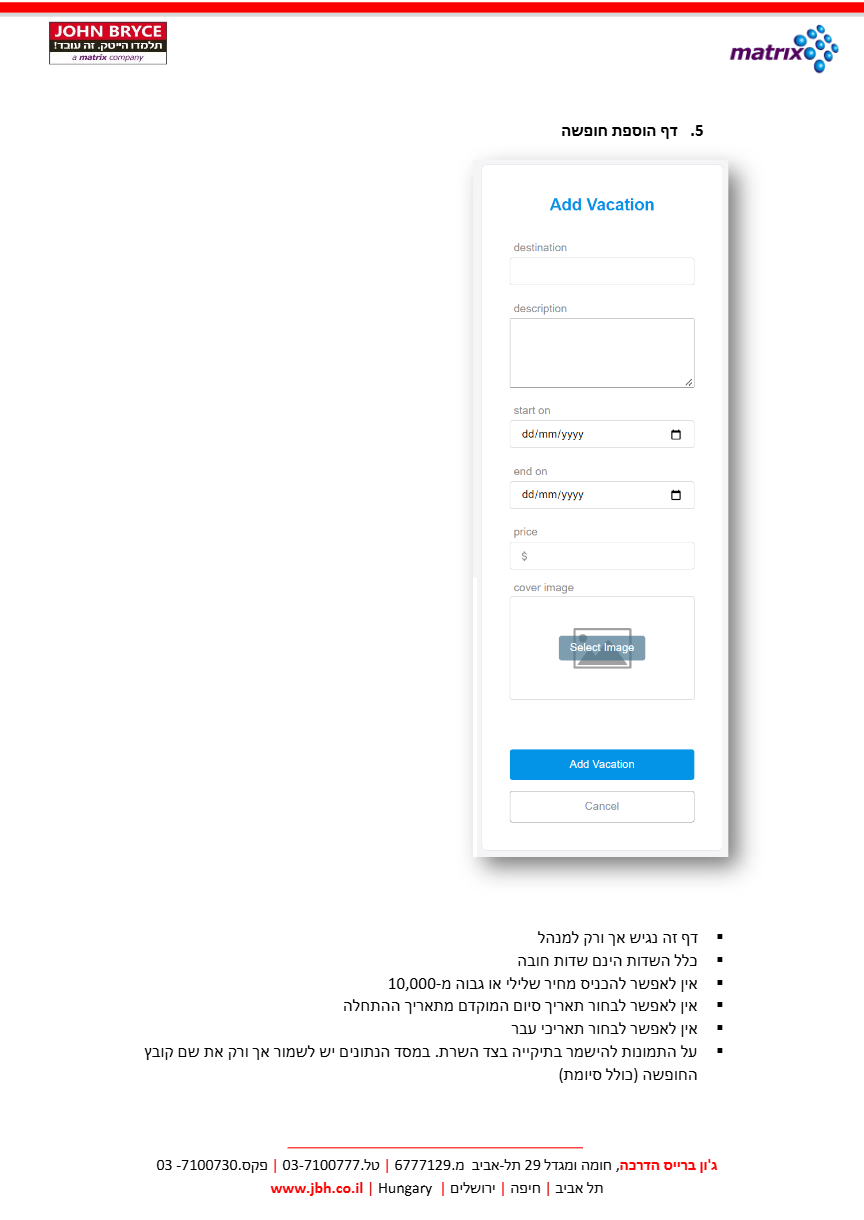 JOHN BRYCE
תלמדו הייטק. זה עובד!
a matrix company
matrix
5. דף הוספת חופשה
Add Vacation
destination
description
start on
dd/mm/yyyy
end on
dd/mm/yyyy
price
$
cover image
Select Image
Add Vacation
Cancel
▪ דף זה נגיש אך ורק למנהל
▪ כלל השדות הינם שדות חובה
▪ אין לאפשר להכניס מחיר שלילי או גבוה מ-10,000
▪ אין לאפשר לבחור תאריך סיום המוקדם מתאריך ההתחלה
▪ אין לאפשר לבחור תאריכי עבר
▪ על התמונות להישמר בתיקייה בצד השרת. במסד הנתונים יש לשמור אך ורק את שם קובץ
החופשה (כולל סיומת)
ג'ון ברייס הדרכה, חומה ומגדל 29 תל-אביב מ.6777129 | טל.03-7100777 | פקס.7100730- 03
תל אביב | חיפה | ירושלים | Hungary | www.jbh.co.il